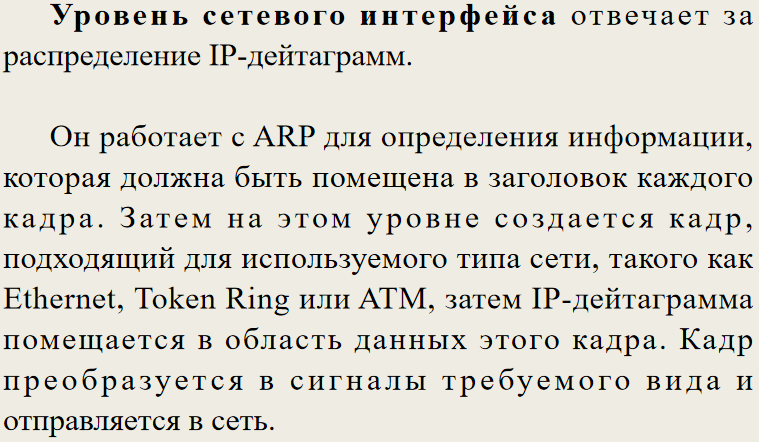 Уровень сетевого интерфейса отвечает за
распределение IP-дейтаграмм.
Он работает с ARP для определения информации,
которая должна быть помещена в заголовок каждого
кадра. Затем на этом уровне создается кадр,
подходящий для используемого типа сети, такого как
Ethernet, Token Ring или ATM, затем IP-дейтаграмма
помещается в область данных этого кадра. Кадр
преобразуется в сигналы требуемого вида и
отправляется в сеть.